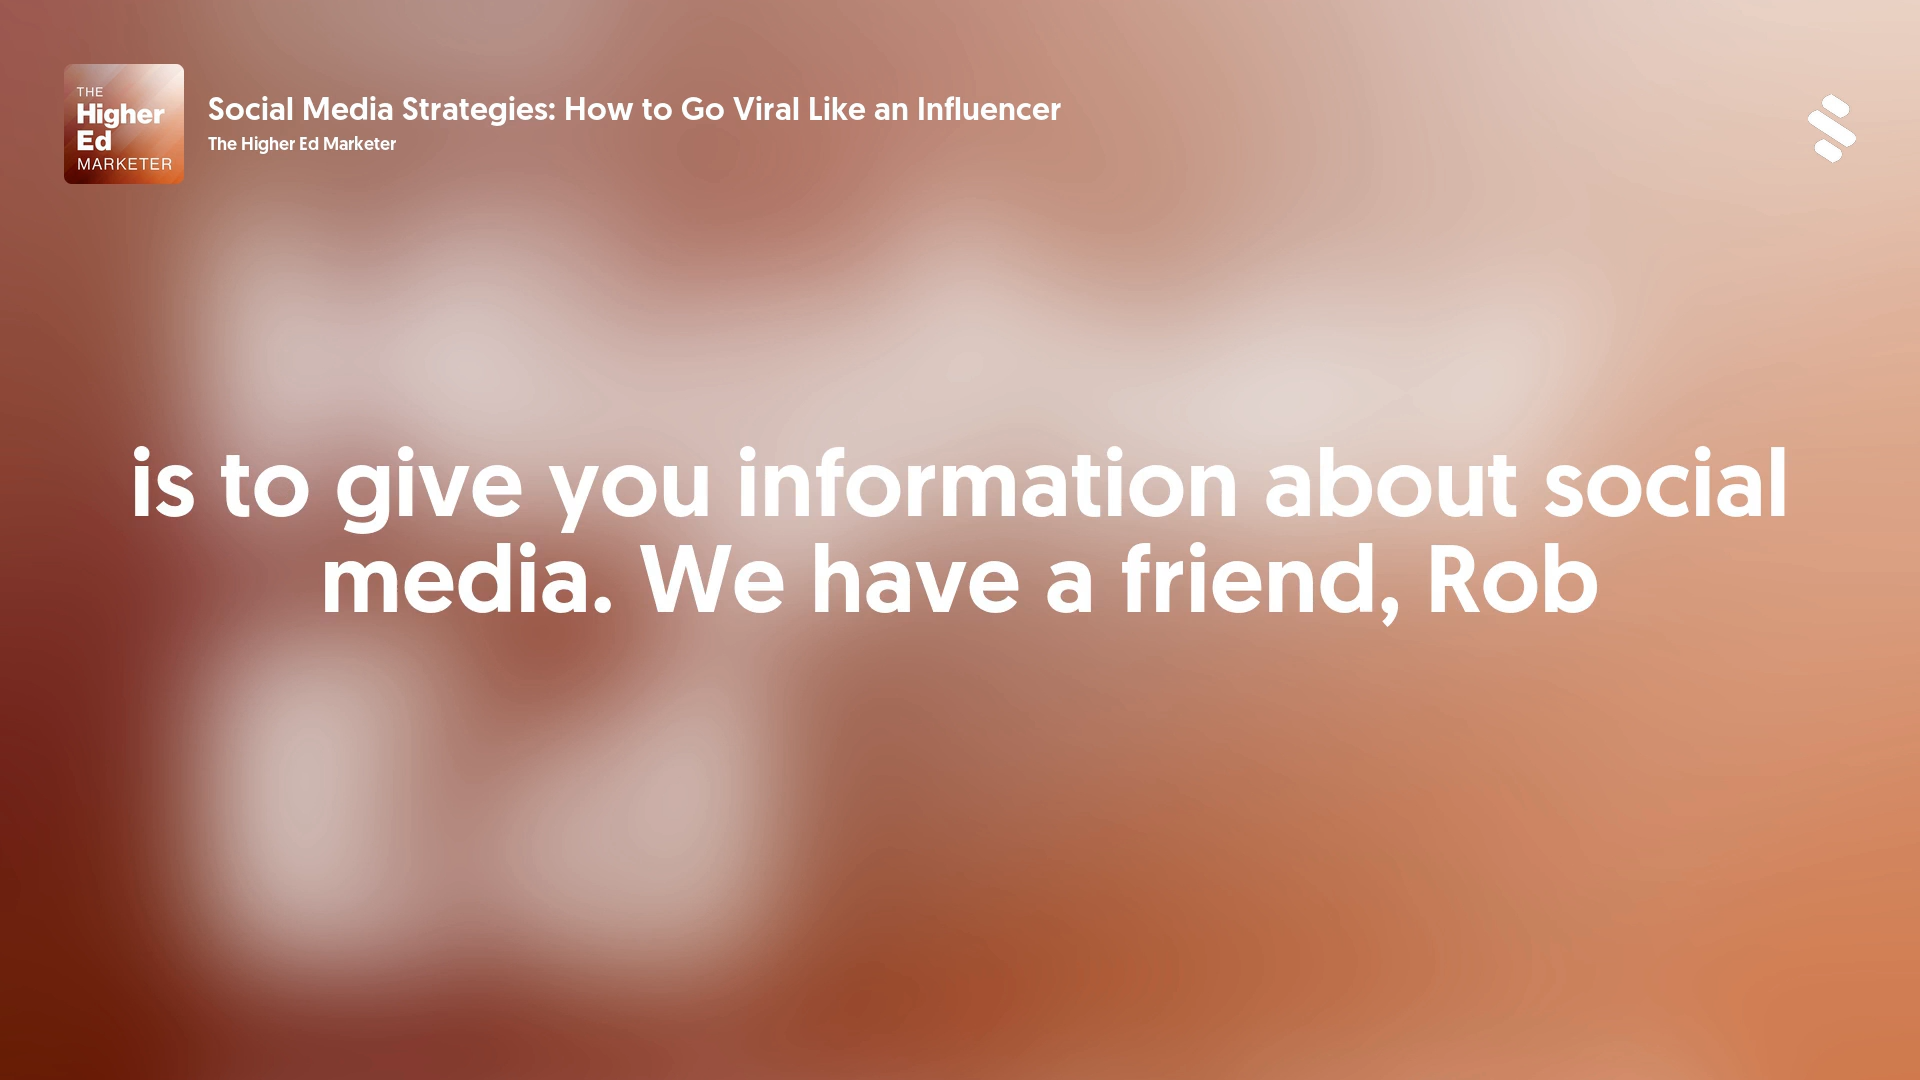 THE
Higher
Ed
MARKETER
Social Media Strategies: How to Go Viral Like an Influencer
The Higher Ed Marketer
is to give you information about social
media. We have a friend, Rob